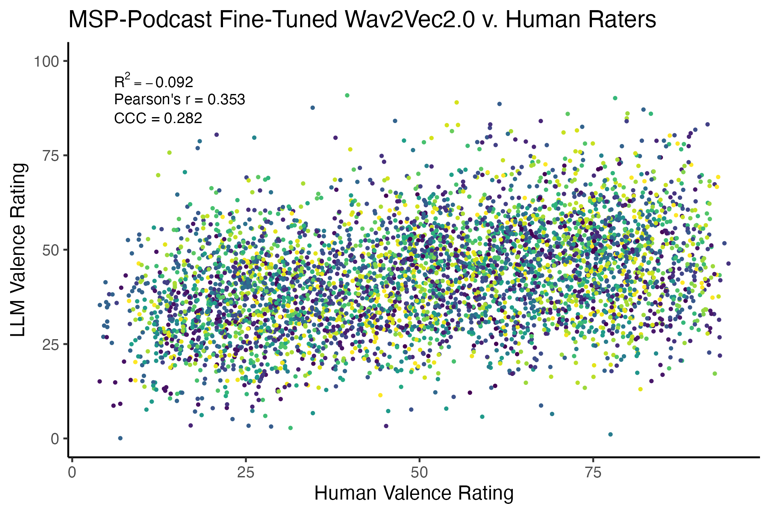 MSP-Podcast Fine-Tuned Wav2Vec2.0 v. Human Raters
R² = −0.092
Pearson's r = 0.353
CCC = 0.282
LLM Valence Rating
100
75
50
25
0
0 25 50 75
Human Valence Rating